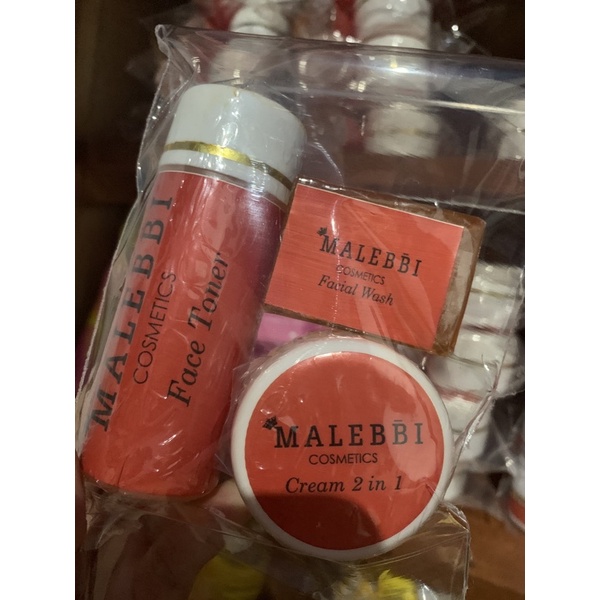 MALEBBI
COSMETICS
Face Toner
MALEBBI
COSMETICS
Facial Wash
MALEBBI
COSMETICS
Cream 2 in 1